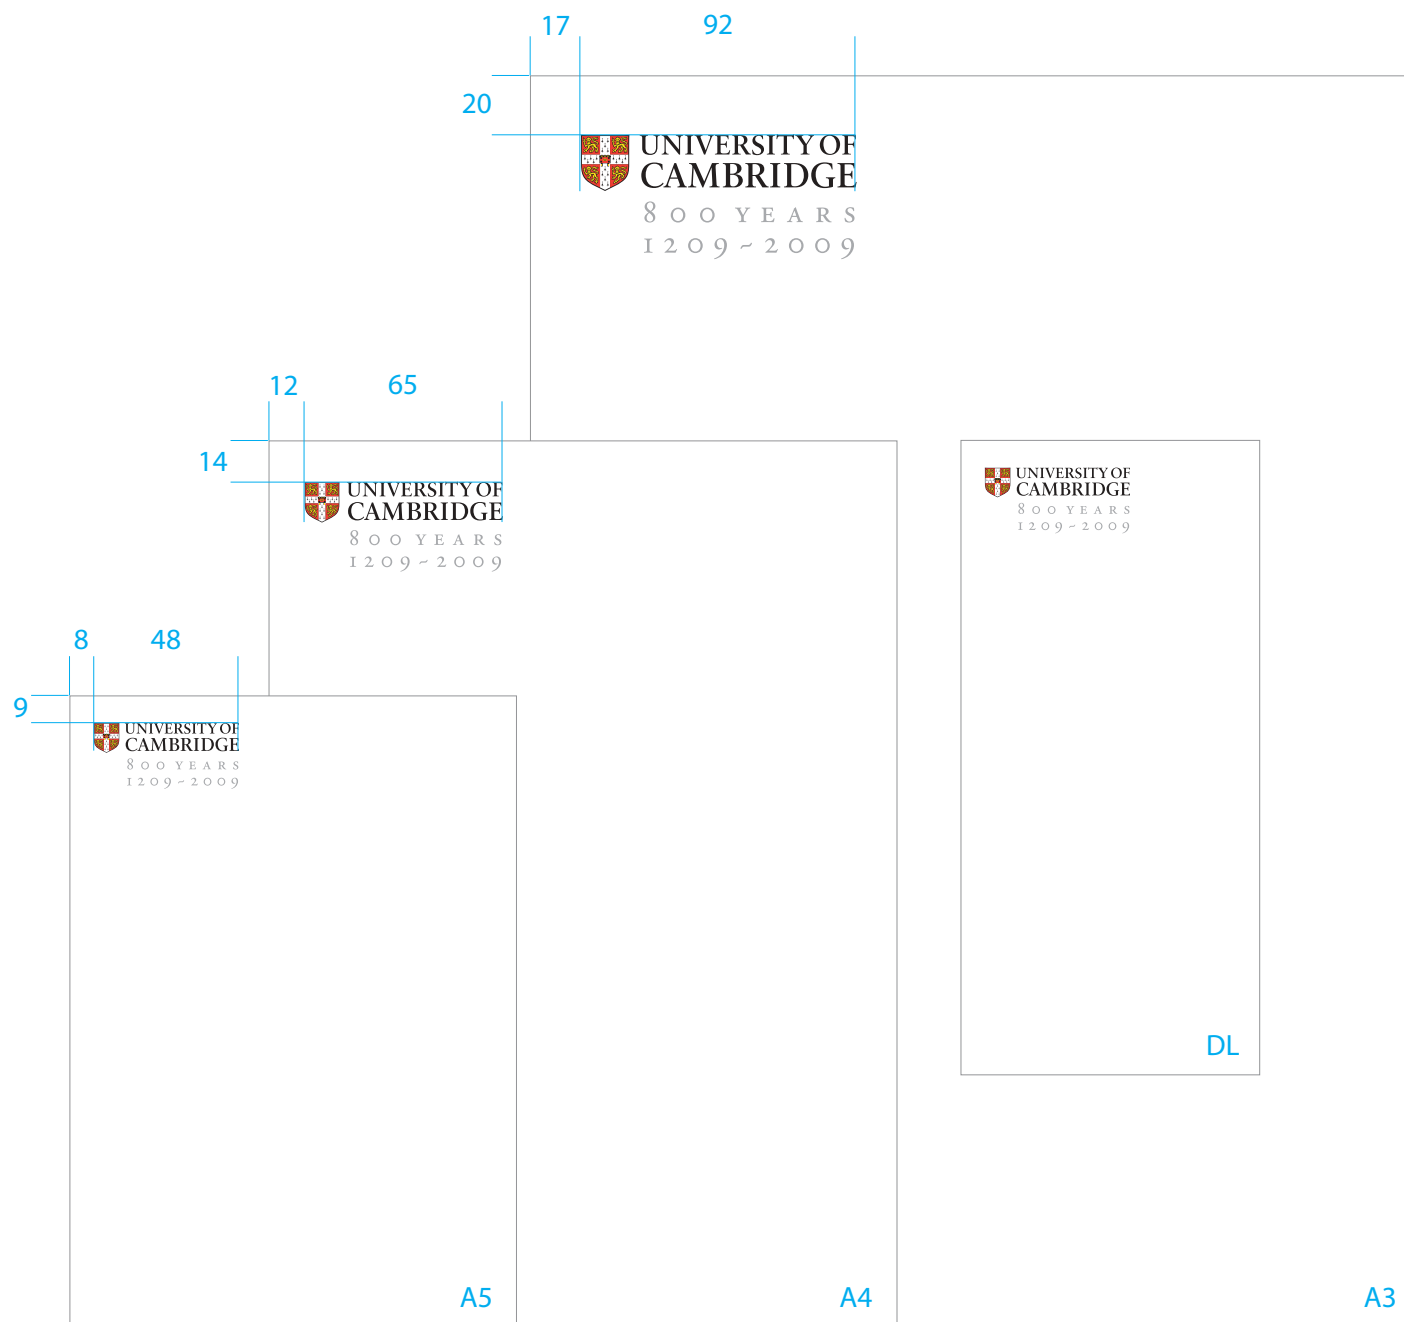 17 92
20
UNIVERSITY OF
CAMBRIDGE
800 YEARS
1209~2009
12 65
14
UNIVERSITY OF
CAMBRIDGE
800 YEARS
1209~2009
UNIVERSITY OF
CAMBRIDGE
800 YEARS
1209~2009
8 48
9
UNIVERSITY OF
CAMBRIDGE
800 YEARS
1209~2009
DL
A5
A4
A3